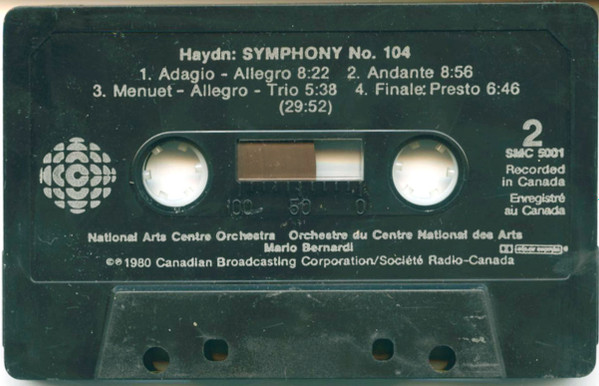 Haydn: SYMPHONY No. 104
1. Adagio - Allegro 8:22 2. Andante 8:56
3. Menuet - Allegro - Trio 5:38 4. Finale: Presto 6:46
(29:52)
2
SMC 5001
Recorded
in Canada
Enregistré
au Canada
100 50 0
National Arts Centre Orchestra Orchestre du Centre National des Arts
Mario Bernardi
©℗1980 Canadian Broadcasting Corporation/Société Radio-Canada